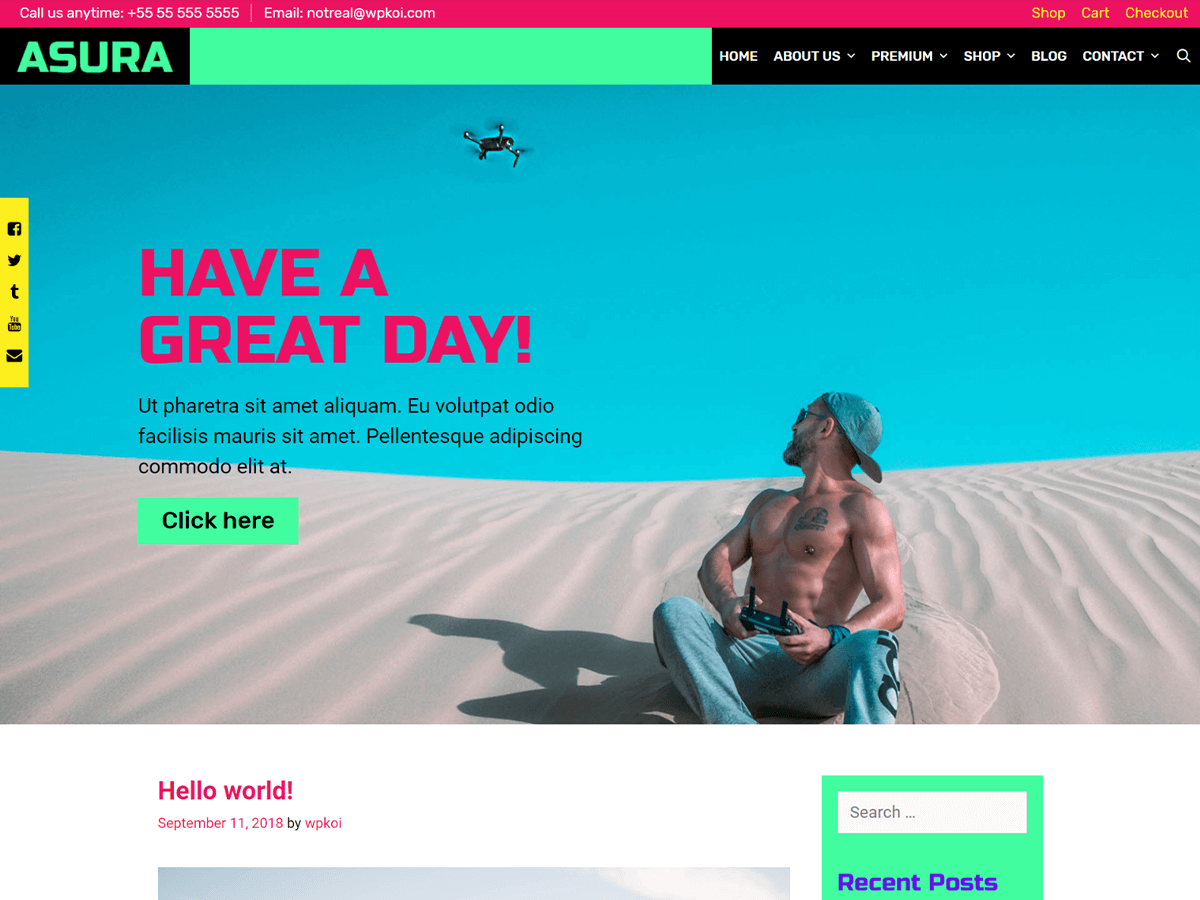 Call us anytime: +55 55 555 5555 Email: notreal@wpkoi.com Shop Cart Checkout
ASURA HOME ABOUT US PREMIUM SHOP BLOG CONTACT
HAVE A
GREAT DAY!
Ut pharetra sit amet aliquam. Eu volutpat odio
facilisis mauris sit amet. Pellentesque adipiscing
commodo elit at.
Click here
You
Tube
Hello world!
September 11, 2018 by wpkoi
Search …
Recent Posts